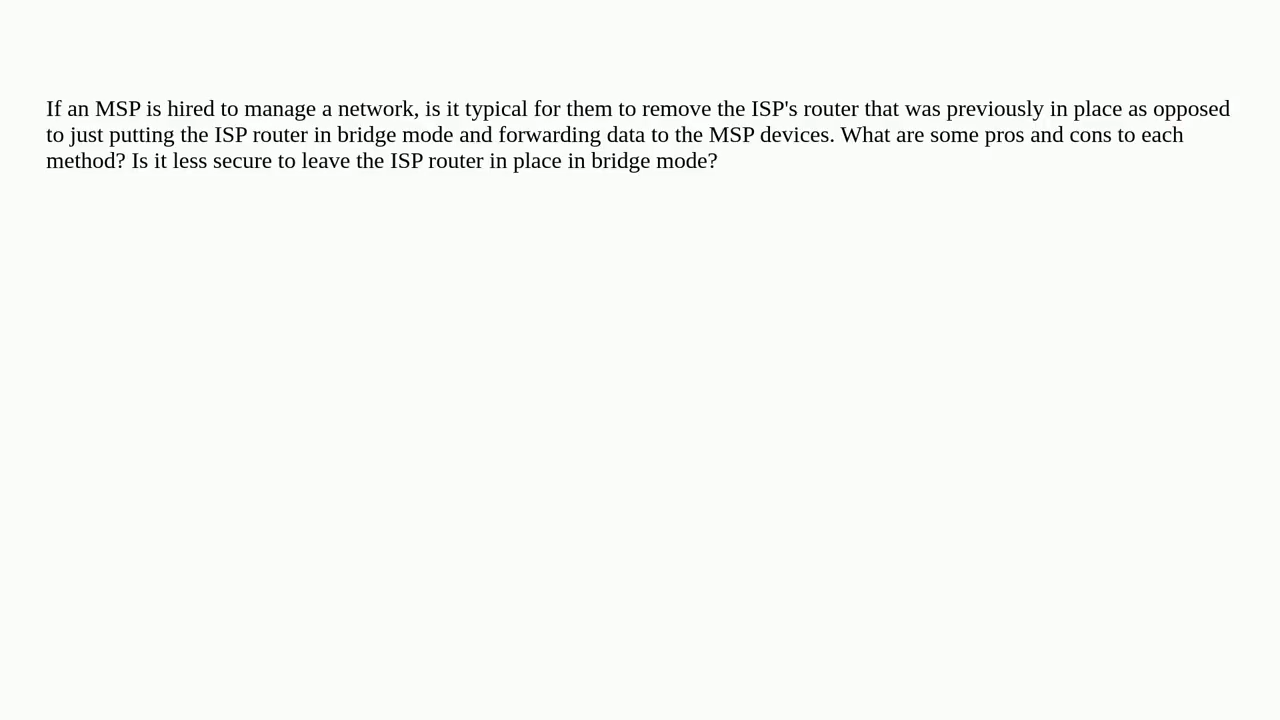 If an MSP is hired to manage a network, is it typical for them to remove the ISP's router that was previously in place as opposed
to just putting the ISP router in bridge mode and forwarding data to the MSP devices. What are some pros and cons to each
method? Is it less secure to leave the ISP router in place in bridge mode?